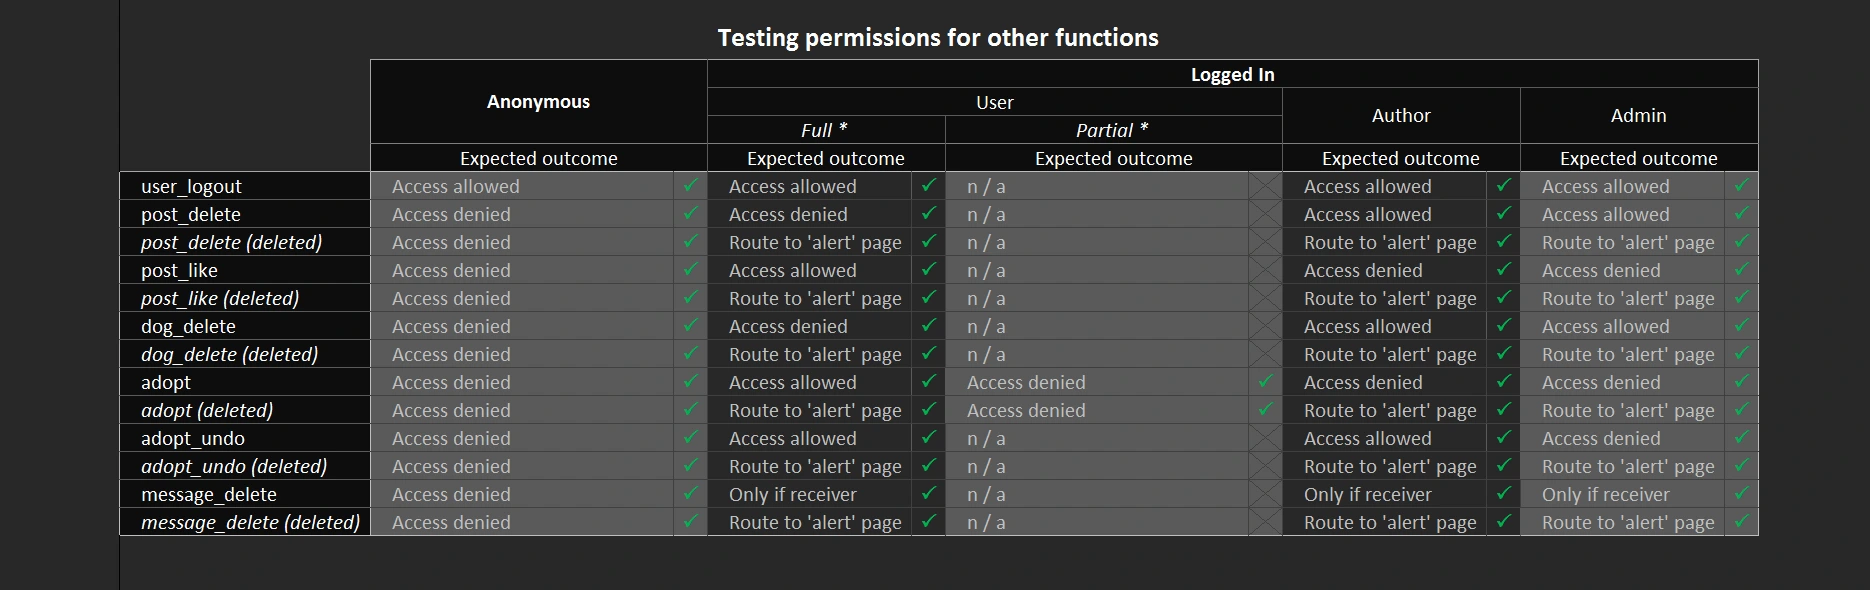 Testing permissions for other functions
Logged In
Anonymous
User
Author
Admin
Full *
Partial *
Expected outcome Expected outcome Expected outcome Expected outcome Expected outcome
user_logout Access allowed ✓ Access allowed ✓ n / a Access allowed ✓ Access allowed ✓
post_delete Access denied ✓ Access denied ✓ n / a Access allowed ✓ Access allowed ✓
post_delete (deleted) Access denied ✓ Route to 'alert' page ✓ n / a Route to 'alert' page ✓ Route to 'alert' page ✓
post_like Access denied ✓ Access allowed ✓ n / a Access denied ✓ Access denied ✓
post_like (deleted) Access denied ✓ Route to 'alert' page ✓ n / a Route to 'alert' page ✓ Route to 'alert' page ✓
dog_delete Access denied ✓ Access denied ✓ n / a Access allowed ✓ Access allowed ✓
dog_delete (deleted) Access denied ✓ Route to 'alert' page ✓ n / a Route to 'alert' page ✓ Route to 'alert' page ✓
adopt Access denied ✓ Access allowed ✓ Access denied ✓ Access denied ✓ Access denied ✓
adopt (deleted) Access denied ✓ Route to 'alert' page ✓ Access denied ✓ Route to 'alert' page ✓ Route to 'alert' page ✓
adopt_undo Access denied ✓ Access allowed ✓ n / a Access allowed ✓ Access denied ✓
adopt_undo (deleted) Access denied ✓ Route to 'alert' page ✓ n / a Route to 'alert' page ✓ Route to 'alert' page ✓
message_delete Access denied ✓ Only if receiver ✓ n / a Only if receiver ✓ Only if receiver ✓
message_delete (deleted) Access denied ✓ Route to 'alert' page ✓ n / a Route to 'alert' page ✓ Route to 'alert' page ✓